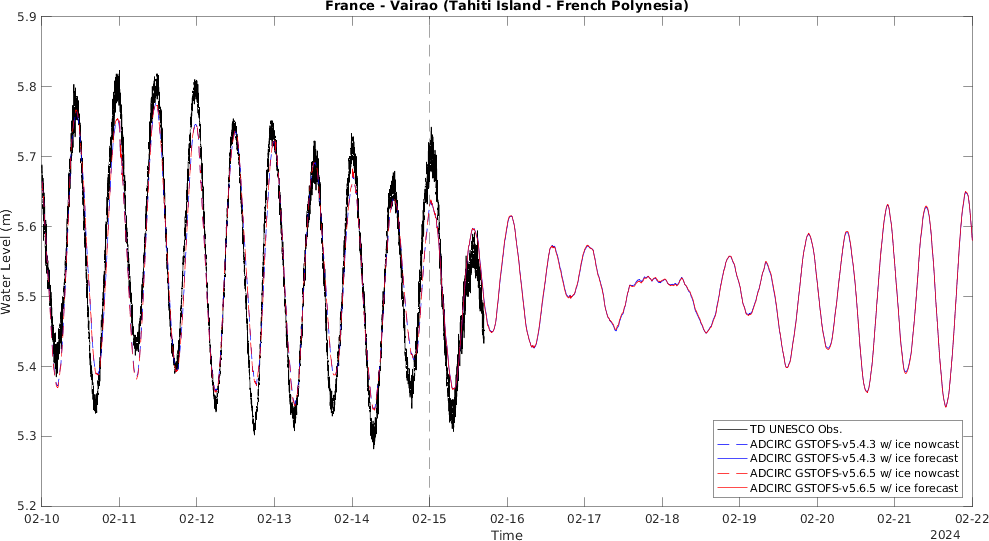 France - Vairao (Tahiti Island - French Polynesia)
5.9
5.8
5.7
5.6
5.5
5.4
5.3
5.2
Water Level (m)
TD UNESCO Obs.
ADCIRC GSTOFS-v5.4.3 w/ ice nowcast
ADCIRC GSTOFS-v5.4.3 w/ ice forecast
ADCIRC GSTOFS-v5.6.5 w/ ice nowcast
ADCIRC GSTOFS-v5.6.5 w/ ice forecast
02-10 02-11 02-12 02-13 02-14 02-15 02-16 02-17 02-18 02-19 02-20 02-21 02-22
Time
2024